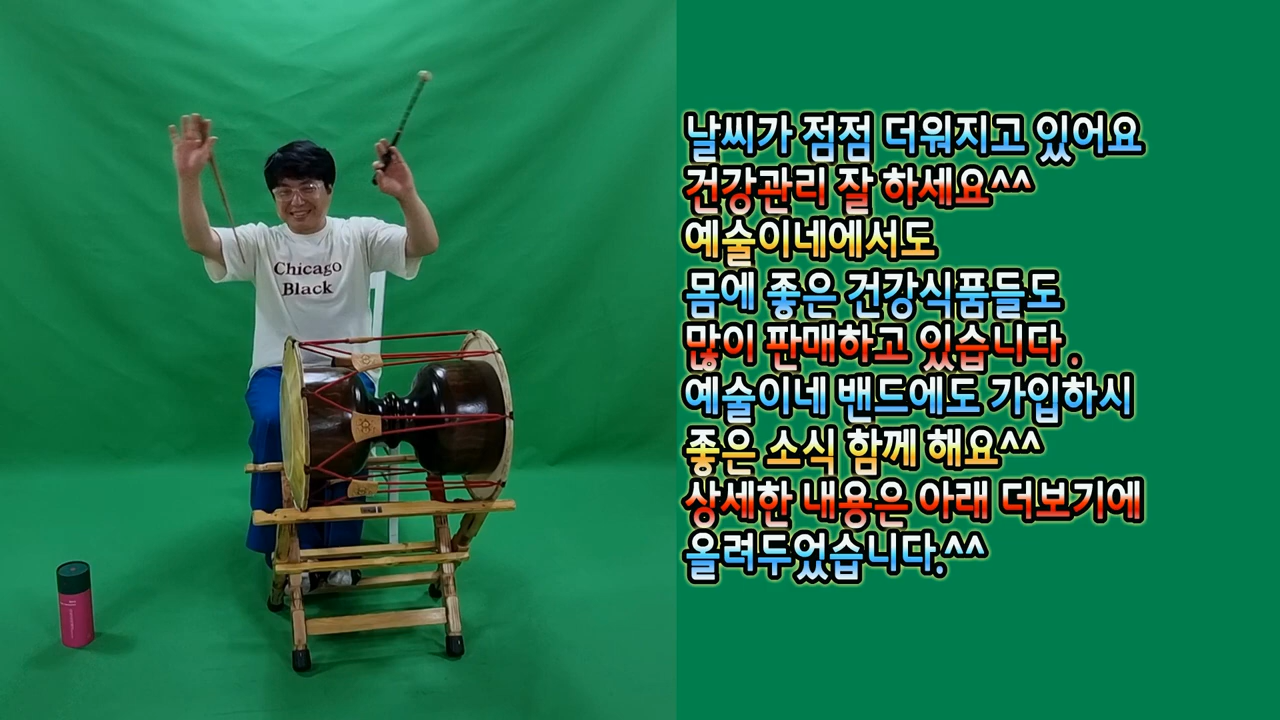 Chicago
Black
날씨가 점점 더워지고 있어요
건강관리 잘 하세요^^
예술이네에서도
몸에 좋은 건강식품들도
많이 판매하고 있습니다 .
예술이네 밴드에도 가입하시
좋은 소식 함께 해요^^
상세한 내용은 아래 더보기에
올려두었습니다.^^